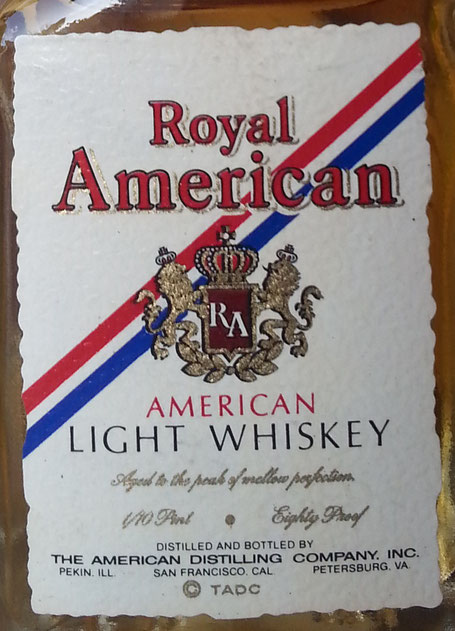 Royal
American
RA
AMERICAN
LIGHT WHISKEY
Aged to the peak of mellow perfection.
1/10 Pint • Eighty Proof
DISTILLED AND BOTTLED BY
THE AMERICAN DISTILLING COMPANY, INC.
PEKIN, ILL. SAN FRANCISCO, CAL PETERSBURG, VA.
© TADC